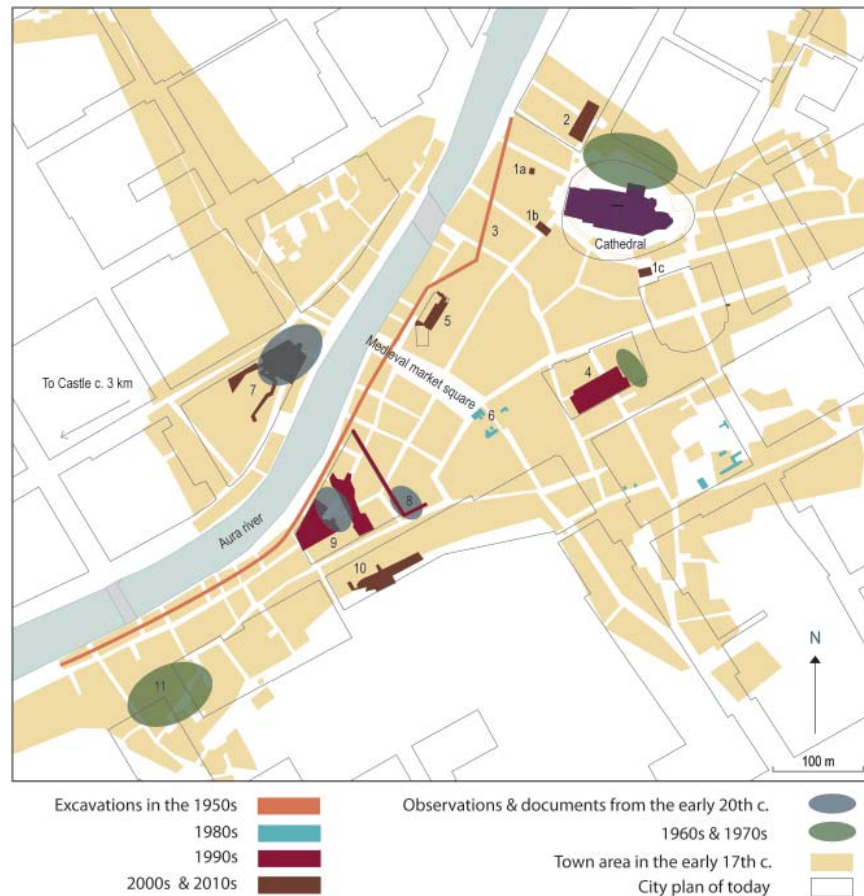 2
1a
1b
3
Cathedral
1c
5
Medieval market square
4
To Castle c. 3 km
7
6
8
Aura river
9
10
N
11
100 m
Excavations in the 1950s
1980s
1990s
2000s & 2010s
Observations & documents from the early 20th c.
1960s & 1970s
Town area in the early 17th c.
City plan of today